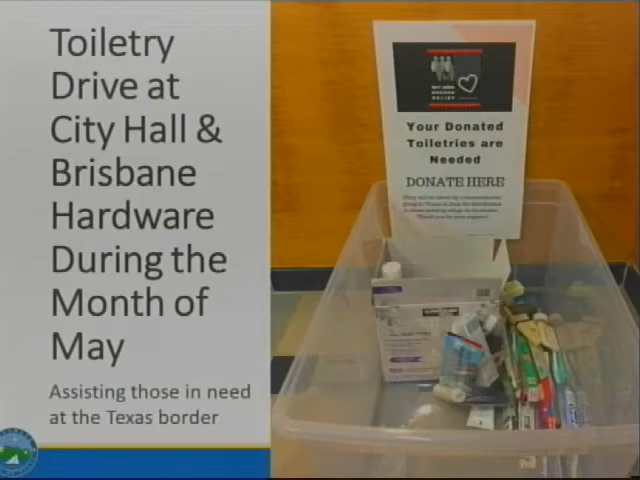 Toiletry
Drive at
City Hall &
Brisbane
Hardware
During the
Month of
May
Assisting those in need
at the Texas border
Your Donated
Toiletries are
Needed
DONATE HERE